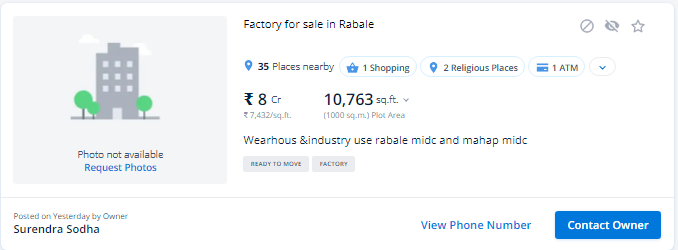 Factory for sale in Rabale
35 Places nearby
1 Shopping
2 Religious Places
1 ATM
₹ 8 Cr
₹ 7,432/sq.ft.
10,763 sq.ft.
(1000 sq.m.) Plot Area
Wearhous &industry use rabale midc and mahap midc
READY TO MOVE
FACTORY
Photo not available
Request Photos
Posted on Yesterday by Owner
Surendra Sodha
View Phone Number
Contact Owner